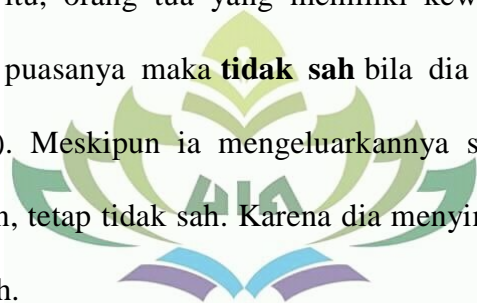 itu, orang tua yang memiliki kew
puasanya maka tidak sah bila dia
). Meskipun ia mengeluarkannya s
n, tetap tidak sah. Karena dia menyi
h.